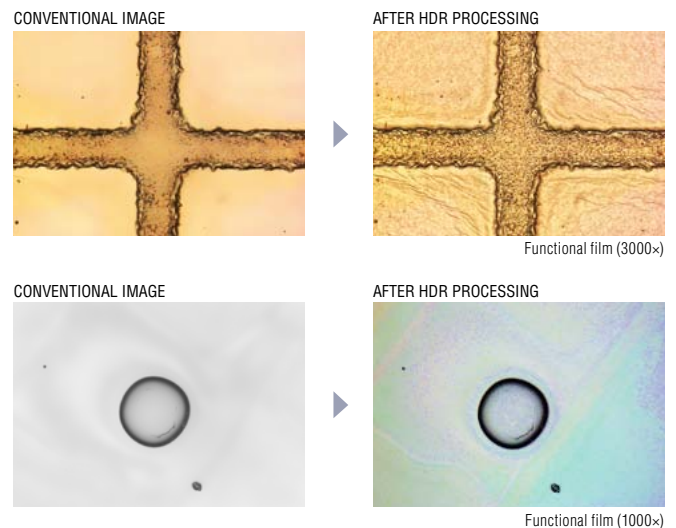 CONVENTIONAL IMAGE
AFTER HDR PROCESSING
Functional film (3000×)
CONVENTIONAL IMAGE
AFTER HDR PROCESSING
Functional film (1000×)